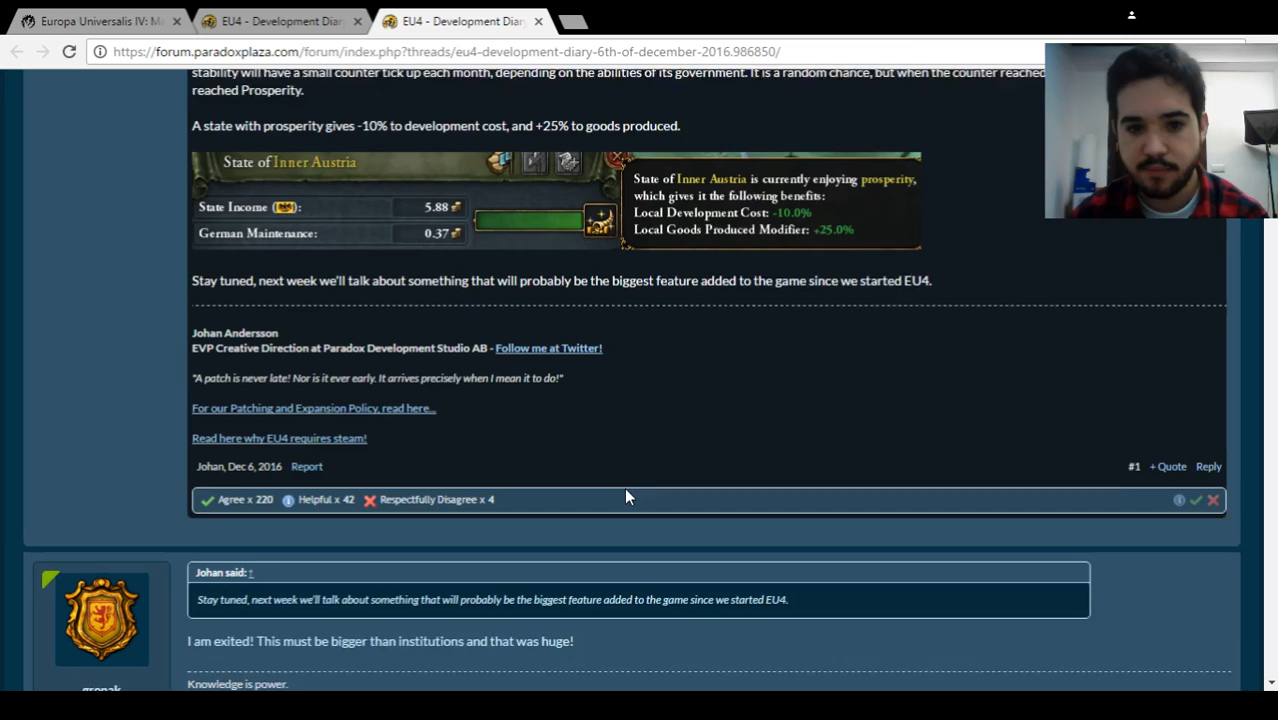 Europa Universalis IV: M
EU4 - Development Diar
EU4 - Development Diar
https://forum.paradoxplaza.com/forum/index.php?threads/eu4-development-diary-6th-of-december-2016.986850/
stability will have a small counter tick up each month, depending on the abilities of its government. It is a random chance, but when the counter reached
reached Prosperity.
A state with prosperity gives -10% to development cost, and +25% to goods produced.
State of Inner Austria
State Income ( ): 5.88
German Maintenance: 0.37
State of Inner Austria is currently enjoying prosperity,
which gives it the following benefits:
Local Development Cost: -10.0%
Local Goods Produced Modifier: +25.0%
Stay tuned, next week we'll talk about something that will probably be the biggest feature added to the game since we started EU4.
Johan Andersson
EVP Creative Direction at Paradox Development Studio AB - Follow me at Twitter!
"A patch is never late! Nor is it ever early. It arrives precisely when I mean it to do!"
For our Patching and Expansion Policy, read here...
Read here why EU4 requires steam!
Johan, Dec 6, 2016 Report #1 + Quote Reply
Agree x 220 Helpful x 42 Respectfully Disagree x 4
Johan said: ↑
Stay tuned, next week we'll talk about something that will probably be the biggest feature added to the game since we started EU4.
I am exited! This must be bigger than institutions and that was huge!
Knowledge is power.